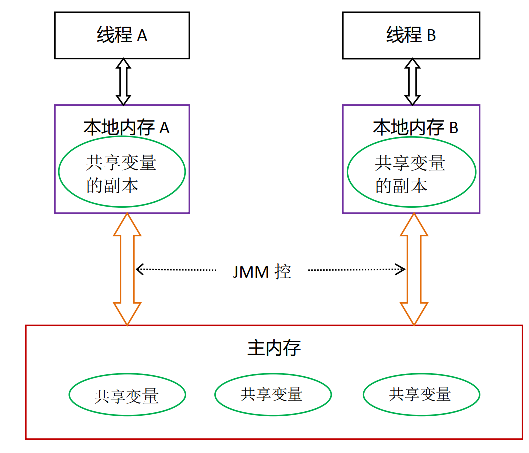 线程 A
线程 B
本地内存 A
共享变量
的副本
本地内存 B
共享变量
的副本
JMM 控
主内存
共享变量
共享变量
共享变量